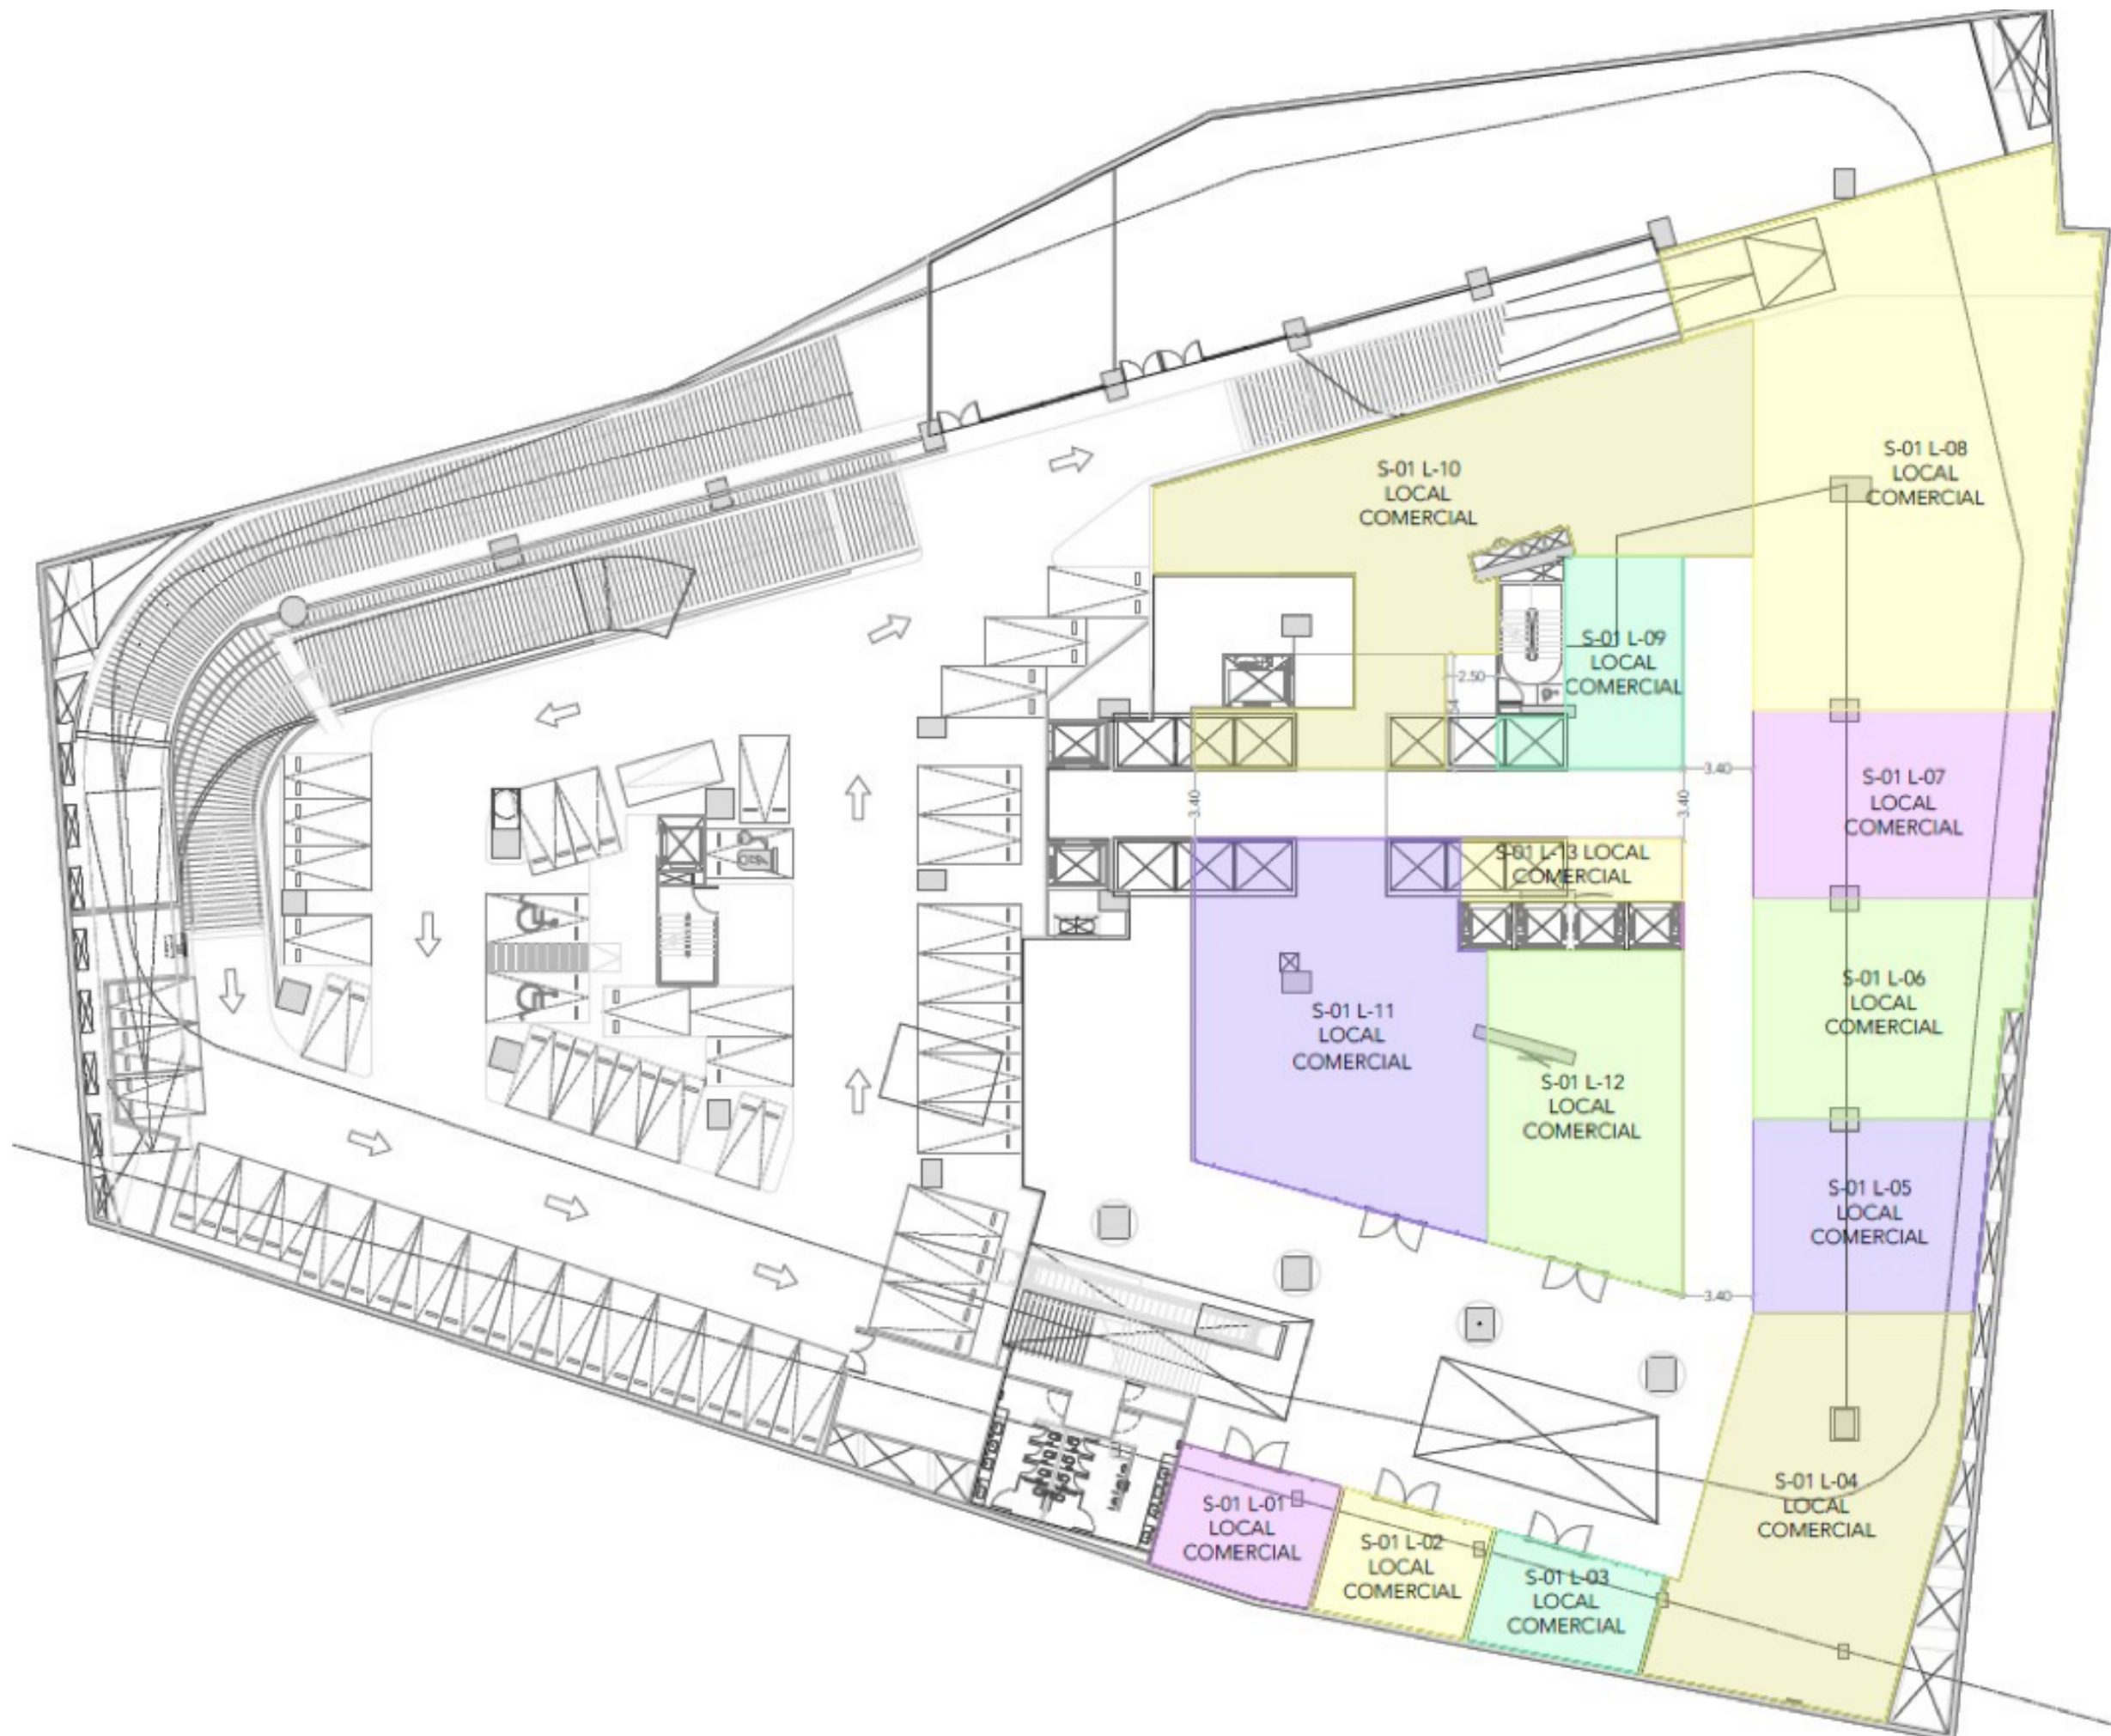 S-01 L-08
LOCAL
COMERCIAL
S-01 L-10
LOCAL
COMERCIAL
S-01 L-09
LOCAL
COMERCIAL
2.50
3.40
3.40
3.40
S-01 L-07
LOCAL
COMERCIAL
S-01 L-13 LOCAL
COMERCIAL
S-01 L-06
LOCAL
COMERCIAL
S-01 L-11
LOCAL
COMERCIAL
S-01 L-12
LOCAL
COMERCIAL
S-01 L-05
LOCAL
COMERCIAL
3.40
S-01 L-04
LOCAL
COMERCIAL
S-01 L-01
LOCAL
COMERCIAL
S-01 L-02
LOCAL
COMERCIAL
S-01 L-03
LOCAL
COMERCIAL